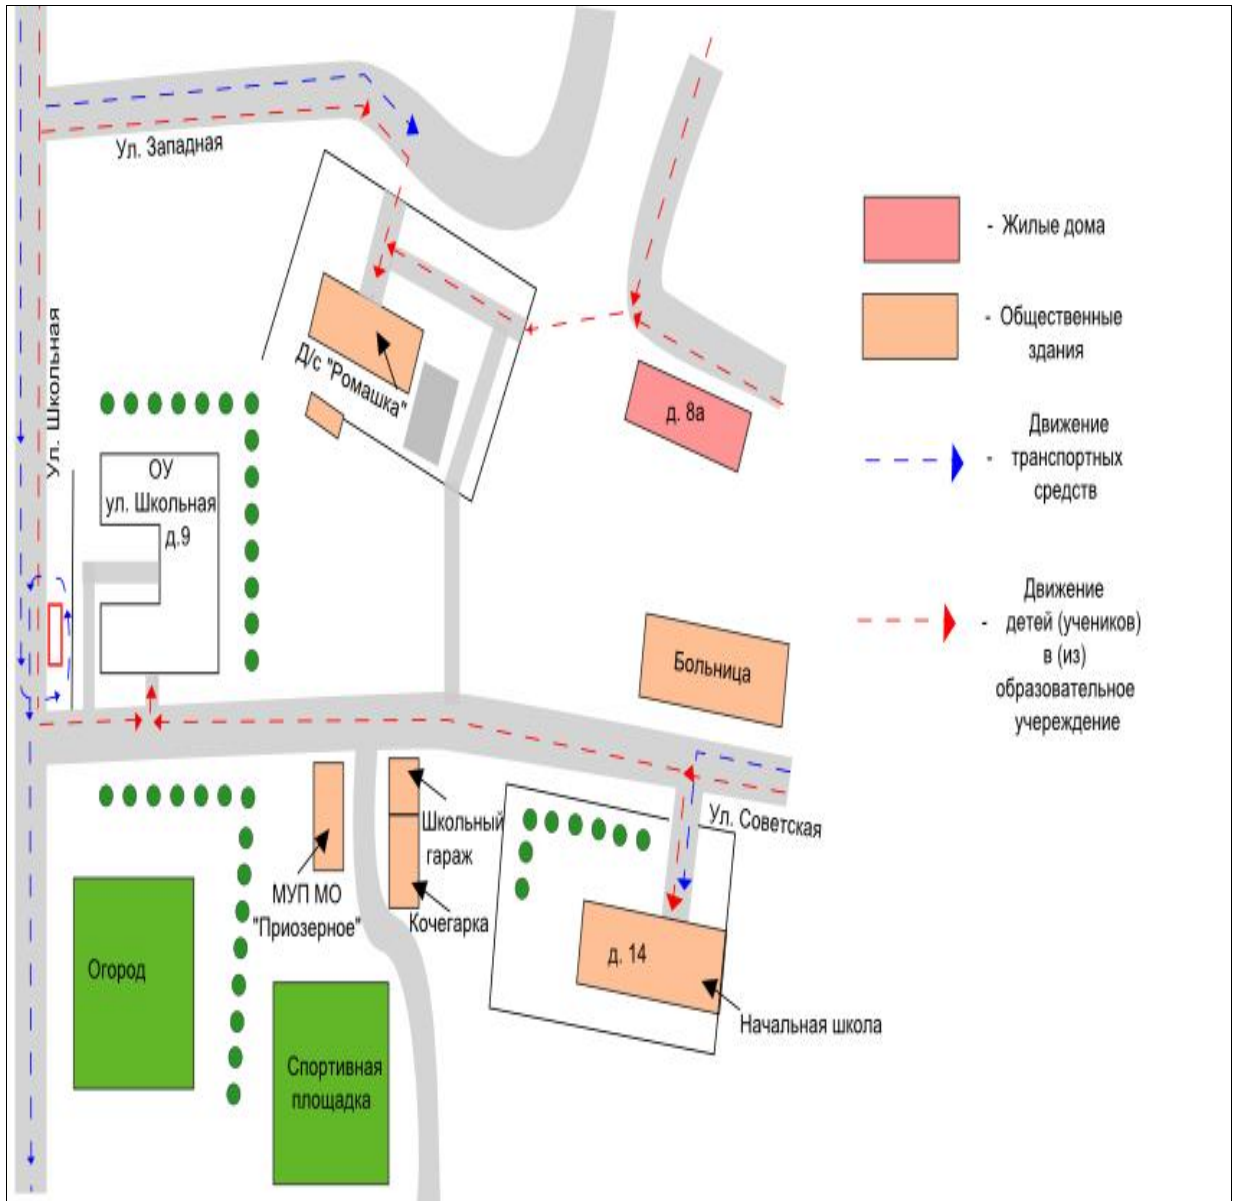 Ул. Западная
Ул. Школьная
Д/с "Ромашка"
ОУ
ул. Школьная
д.9
д. 8а
Больница
Ул. Советская
Школьный
гараж
МУП МО
"Приозерное"
Кочегарка
Огород
д. 14
Начальная школа
Спортивная
площадка
- Жилые дома
- Общественные
здания
Движение
- транспортных
средств
Движение
- детей (учеников)
в (из)
образовательное
учереждение